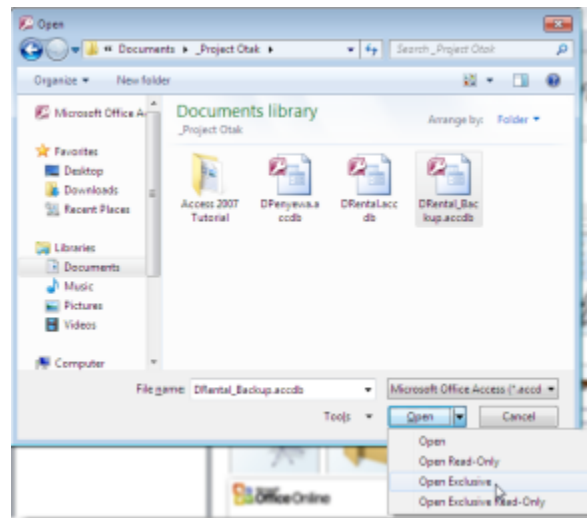 Open
« Documents ▸ _Project Otak ▸
Search _Project Otak
Organize
New folder
Microsoft Office A
Documents library
_Project Otak
Arrange by: Folder
Favorites
Desktop
Downloads
Recent Places
Libraries
Documents
Music
Pictures
Videos
Computer
Access 2007
Tutorial
DPenyewa.a
ccdb
DRental.acc
db
DRental_Bac
kup.accdb
File name: DRental_Backup.accdb
Microsoft Office Access (*.accd
Tools
Open
Cancel
Open
Open Read-Only
Open Exclusive
Open Exclusive Read-Only
Office Online